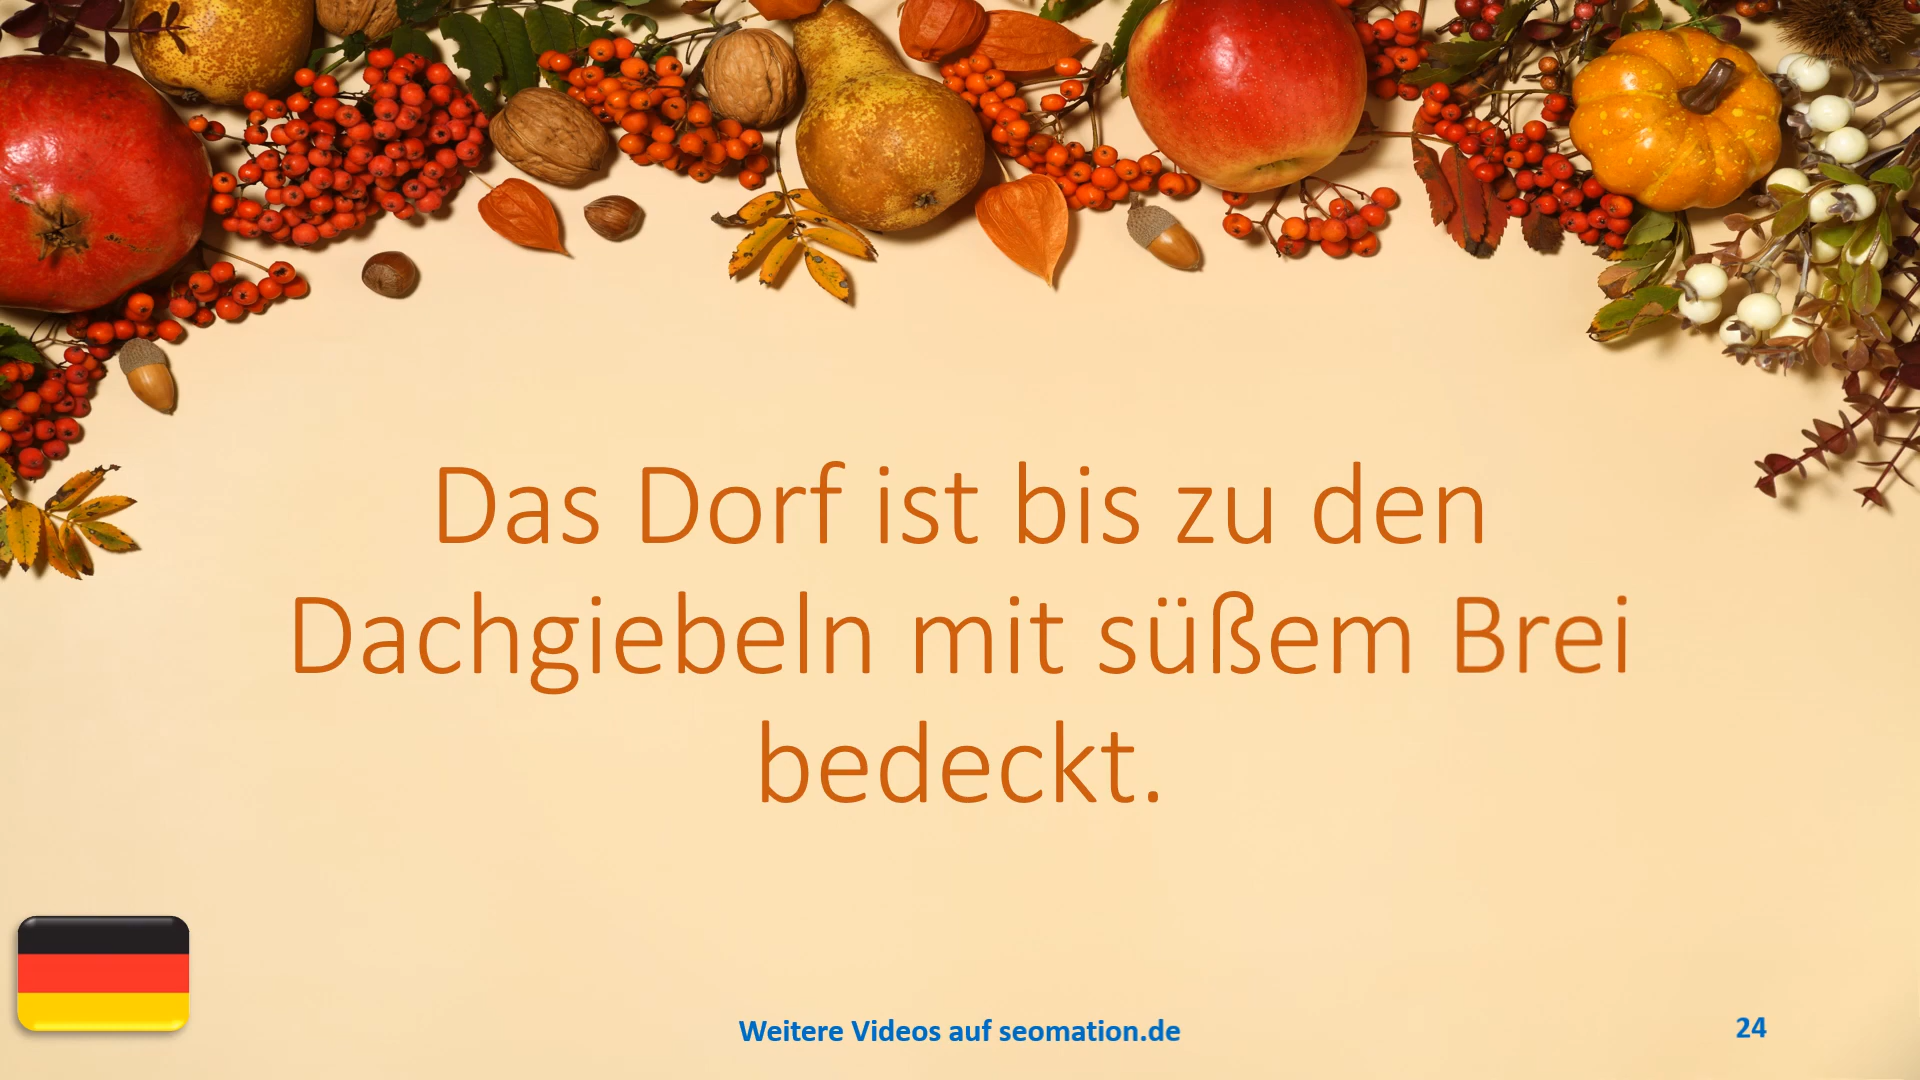 Das Dorf ist bis zu den
Dachgiebeln mit süßem Brei
bedeckt.
Weitere Videos auf seomation.de
24